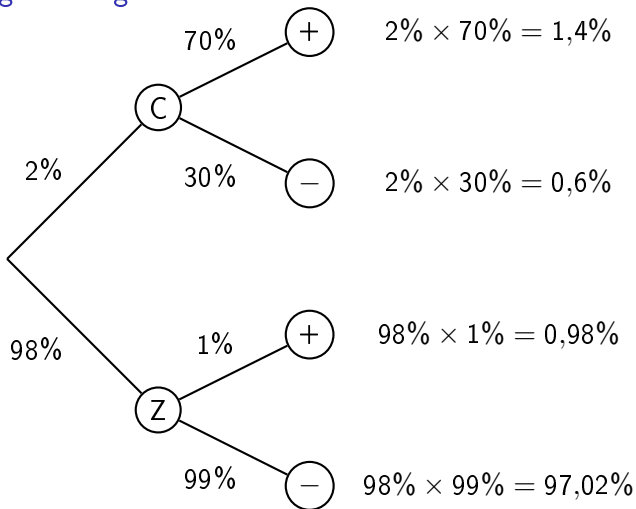 70%
+
2% × 70% = 1,4%
C
2%
30%
−
2% × 30% = 0,6%
98%
1%
+
98% × 1% = 0,98%
Z
99%
−
98% × 99% = 97,02%